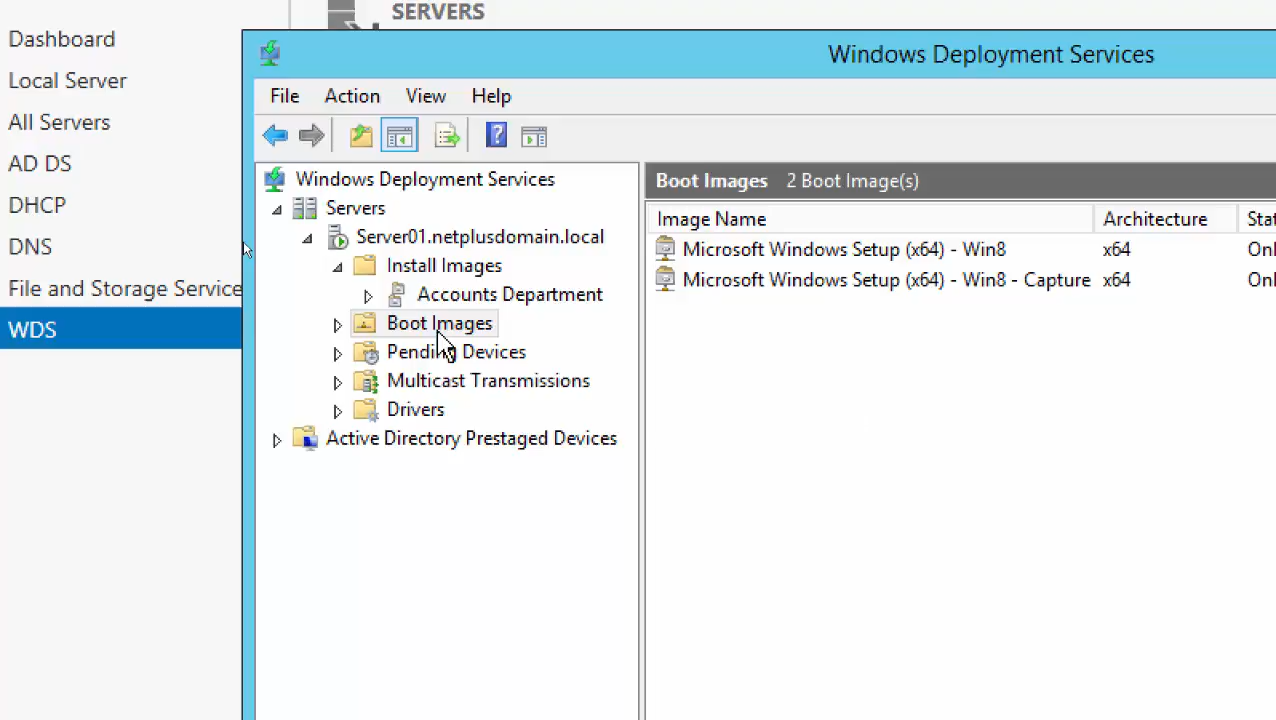 SERVERS
Dashboard
Local Server
All Servers
AD DS
DHCP
DNS
File and Storage Service
WDS
Windows Deployment Services
File Action View Help
Windows Deployment Services
Servers
Server01.netplusdomain.local
Install Images
Accounts Department
Boot Images
Pending Devices
Multicast Transmissions
Drivers
Active Directory Prestaged Devices
Boot Images 2 Boot Image(s)
Image Name Architecture Stat
Microsoft Windows Setup (x64) - Win8 x64 Onl
Microsoft Windows Setup (x64) - Win8 - Capture x64 Onl